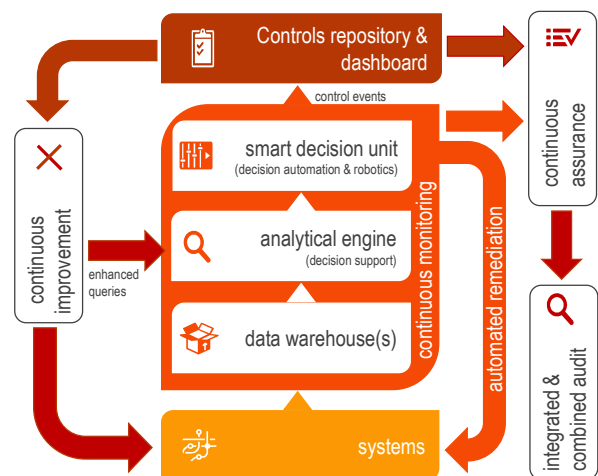 Controls repository &
dashboard
control events
smart decision unit
(decision automation & robotics)
analytical engine
(decision support)
data warehouse(s)
continuous monitoring
automated remediation
systems
continuous
improvement
enhanced
queries
continuous
assurance
integrated &
combined audit